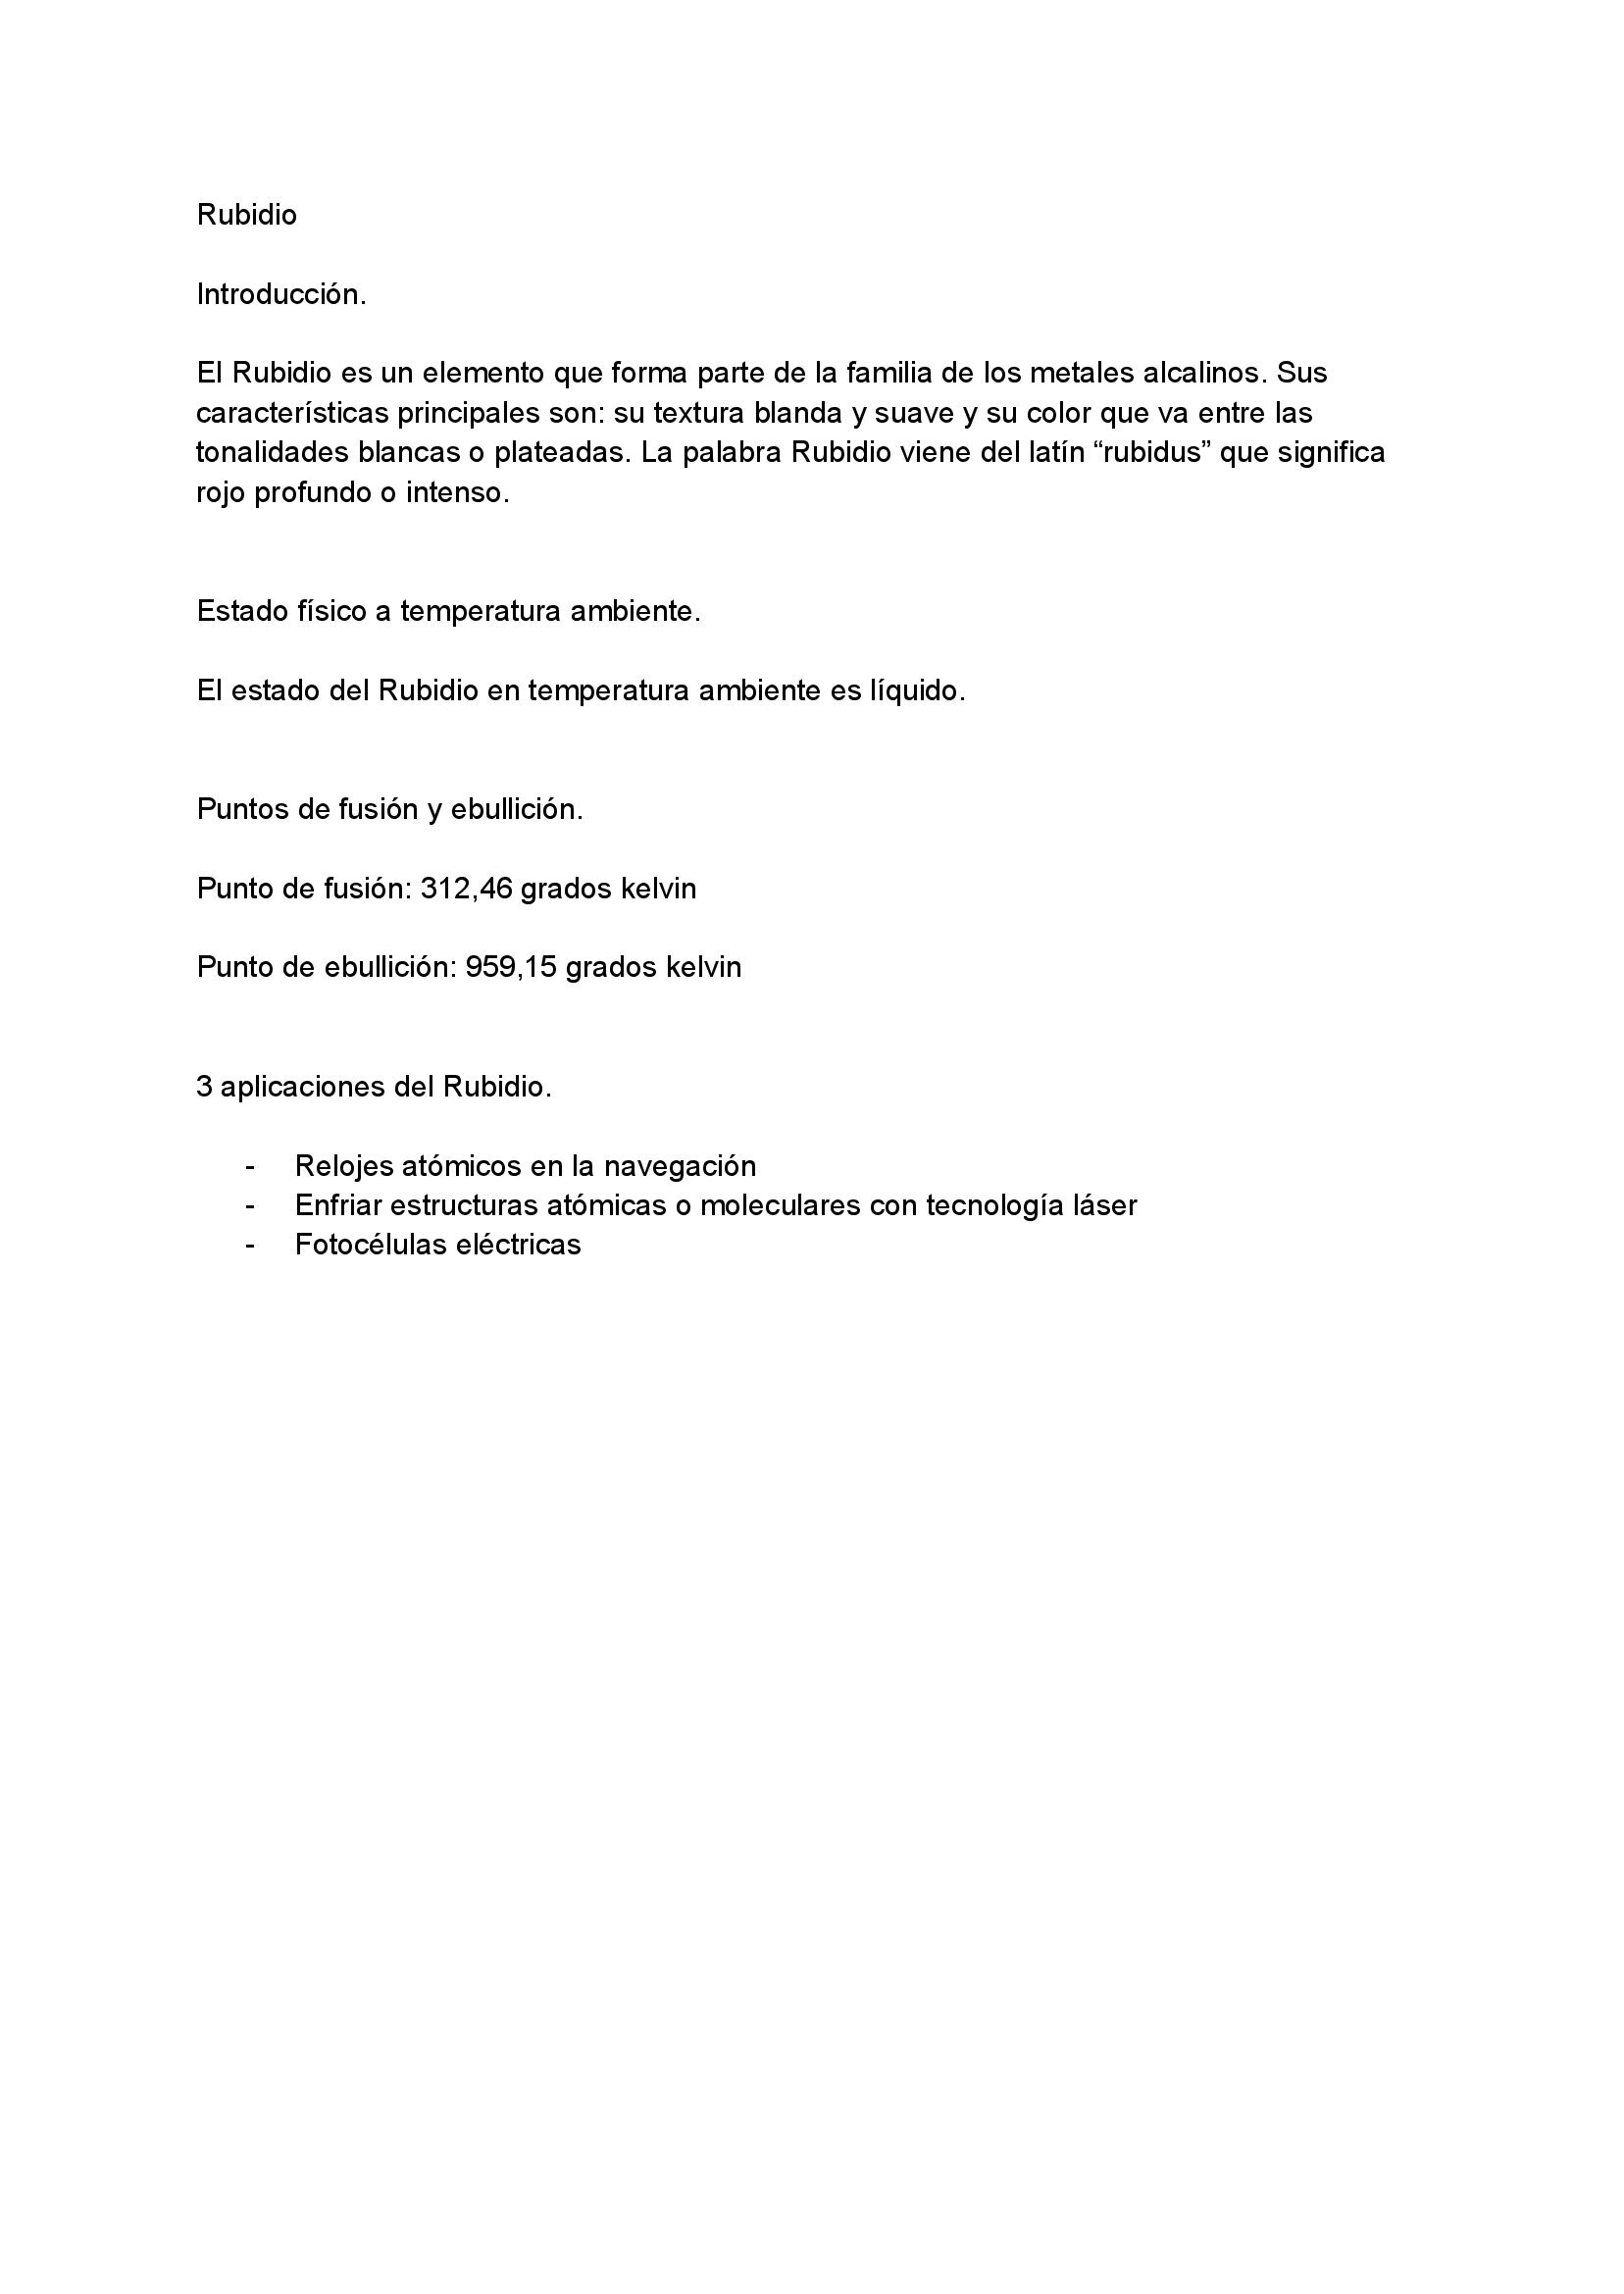 Rubidio
Introducción.
El Rubidio es un elemento que forma parte de la familia de los metales alcalinos. Sus
características principales son: su textura blanda y suave y su color que va entre las
tonalidades blancas o plateadas. La palabra Rubidio viene del latín “rubidus” que significa
rojo profundo o intenso.
Estado físico a temperatura ambiente.
El estado del Rubidio en temperatura ambiente es líquido.
Puntos de fusión y ebullición.
Punto de fusión: 312,46 grados kelvin
Punto de ebullición: 959,15 grados kelvin
3 aplicaciones del Rubidio.
- Relojes atómicos en la navegación
- Enfriar estructuras atómicas o moleculares con tecnología láser
- Fotocélulas eléctricas